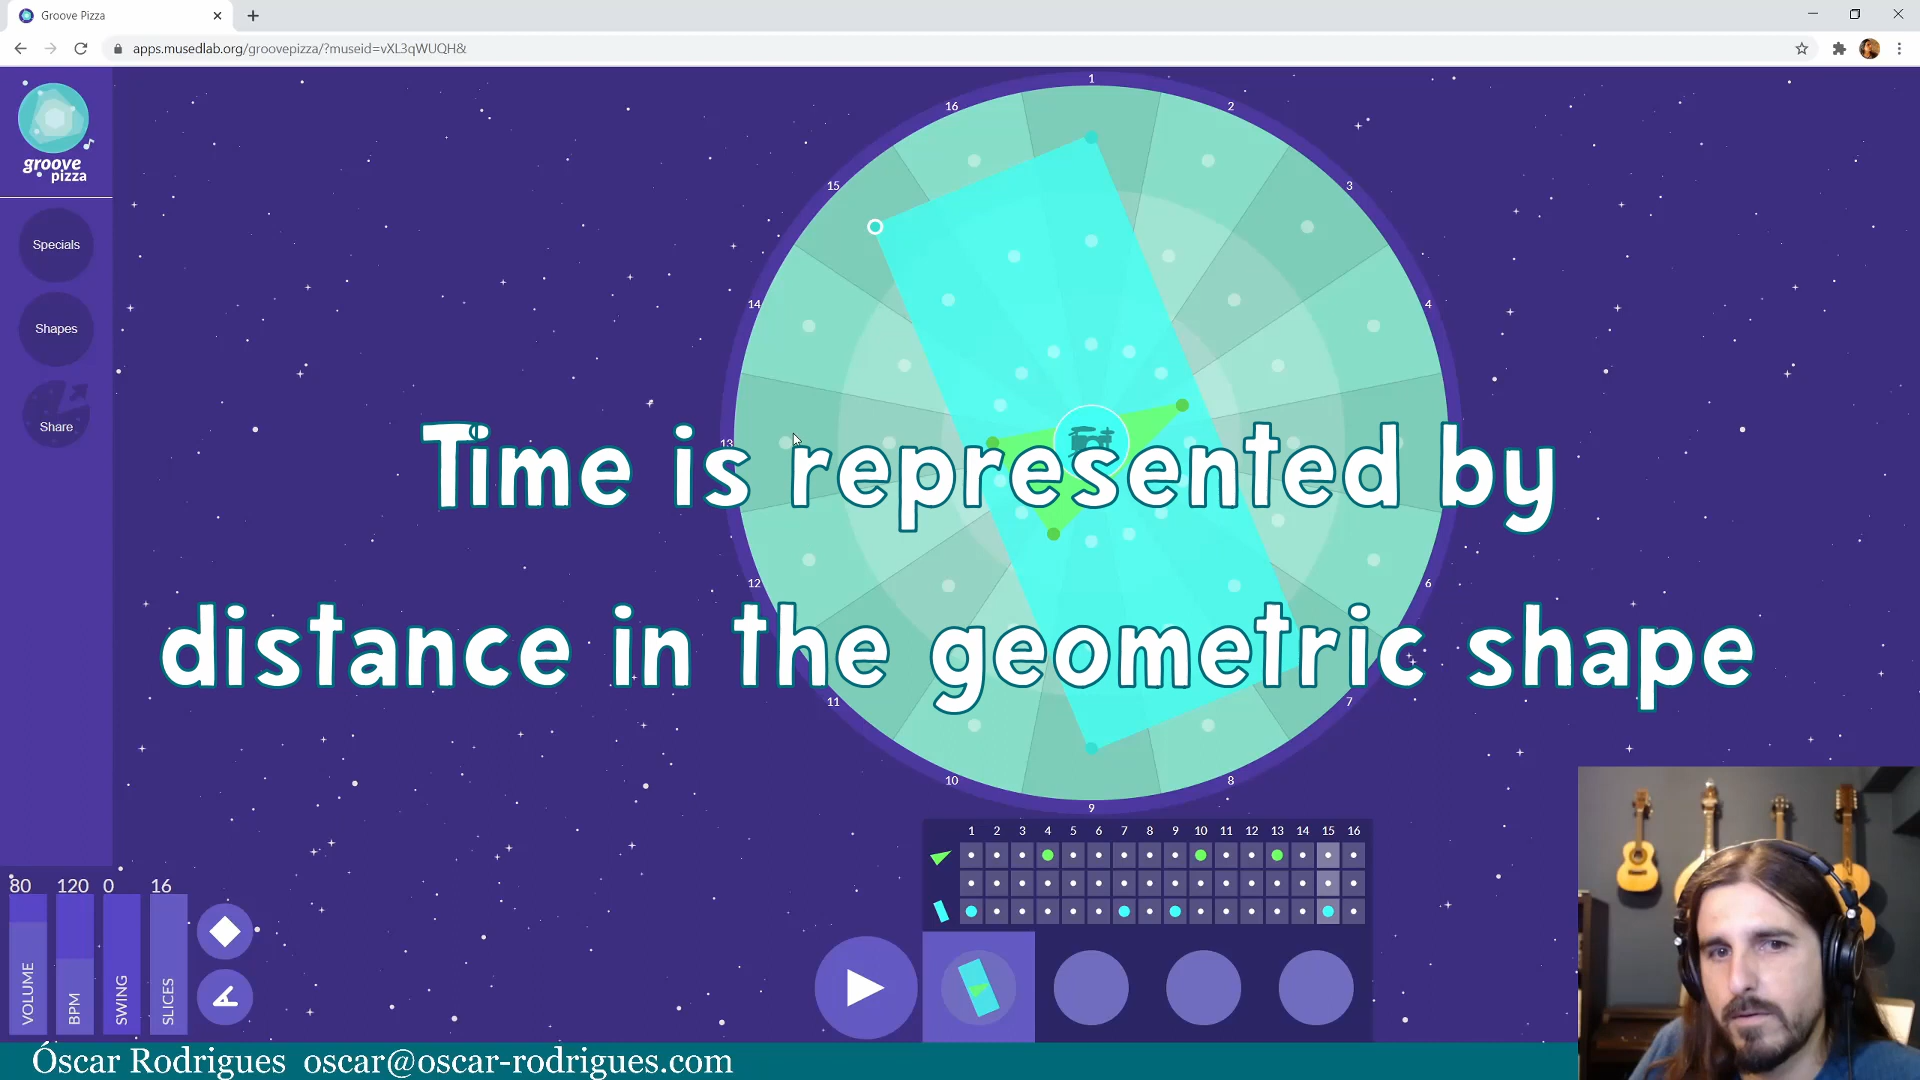 Groove Pizza
apps.musedlab.org/groovepizza/?museid=vXL3qWUQH&
groove
pizza
Specials
Shapes
Share
1
2
3
4
6
7
8
9
10
11
12
13
14
15
16
Time is represented by
distance in the geometric shape
1 2 3 4 5 6 7 8 9 10 11 12 13 14 15 16
80 120 0 16
VOLUME BPM SWING SLICES
Óscar Rodrigues oscar@oscar-rodrigues.com